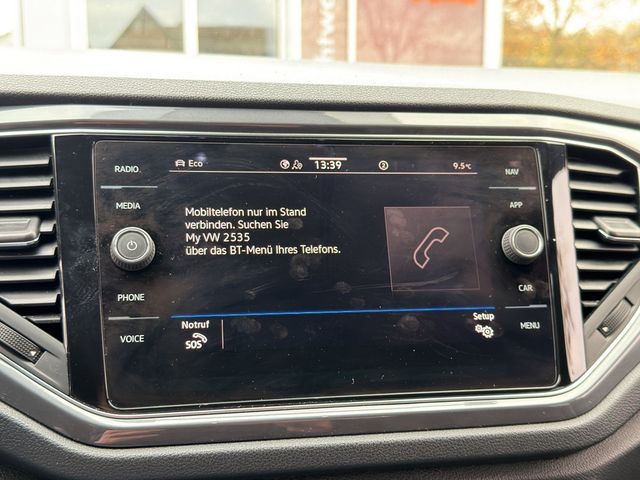 RADIO
Eco
13:39
2
9.5°C
NAV
MEDIA
Mobiltelefon nur im Stand
verbinden. Suchen Sie
My VW 2535
über das BT-Menü Ihres Telefons.
APP
PHONE
CAR
VOICE
Notruf
SOS
Setup
MENU